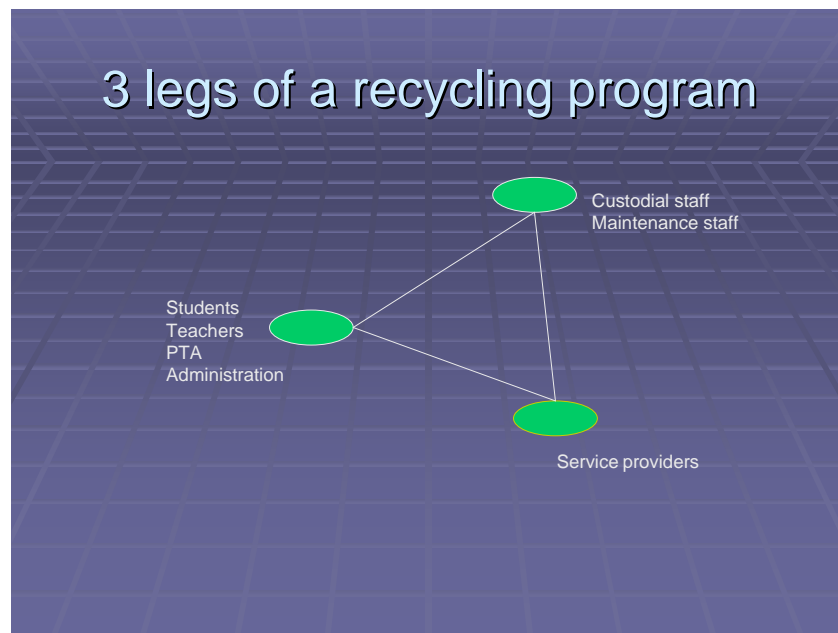 3 legs of a recycling program
Custodial staff
Maintenance staff
Students
Teachers
PTA
Administration
Service providers